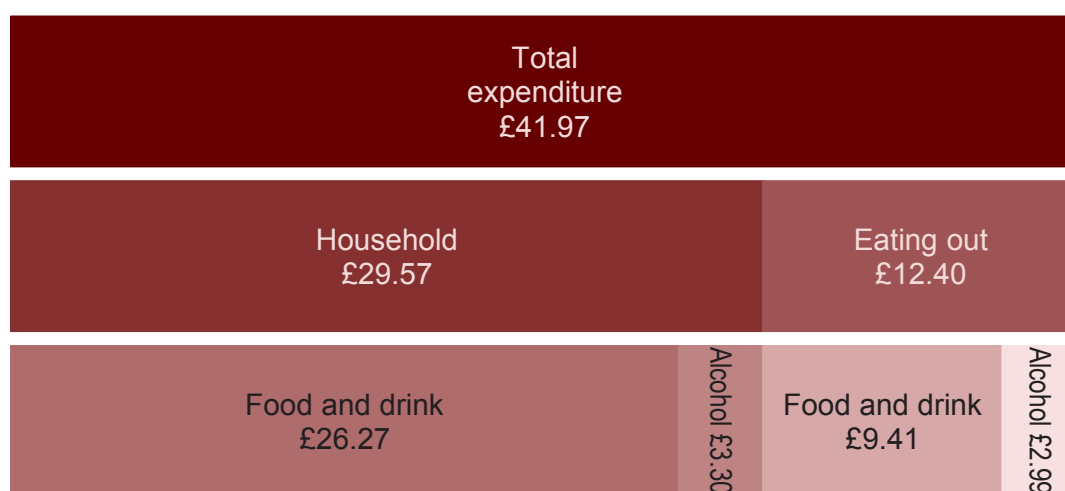 Total
expenditure
£41.97
Household
£29.57
Eating out
£12.40
Food and drink
£26.27
Alcohol £3.30
Food and drink
£9.41
Alcohol £2.99